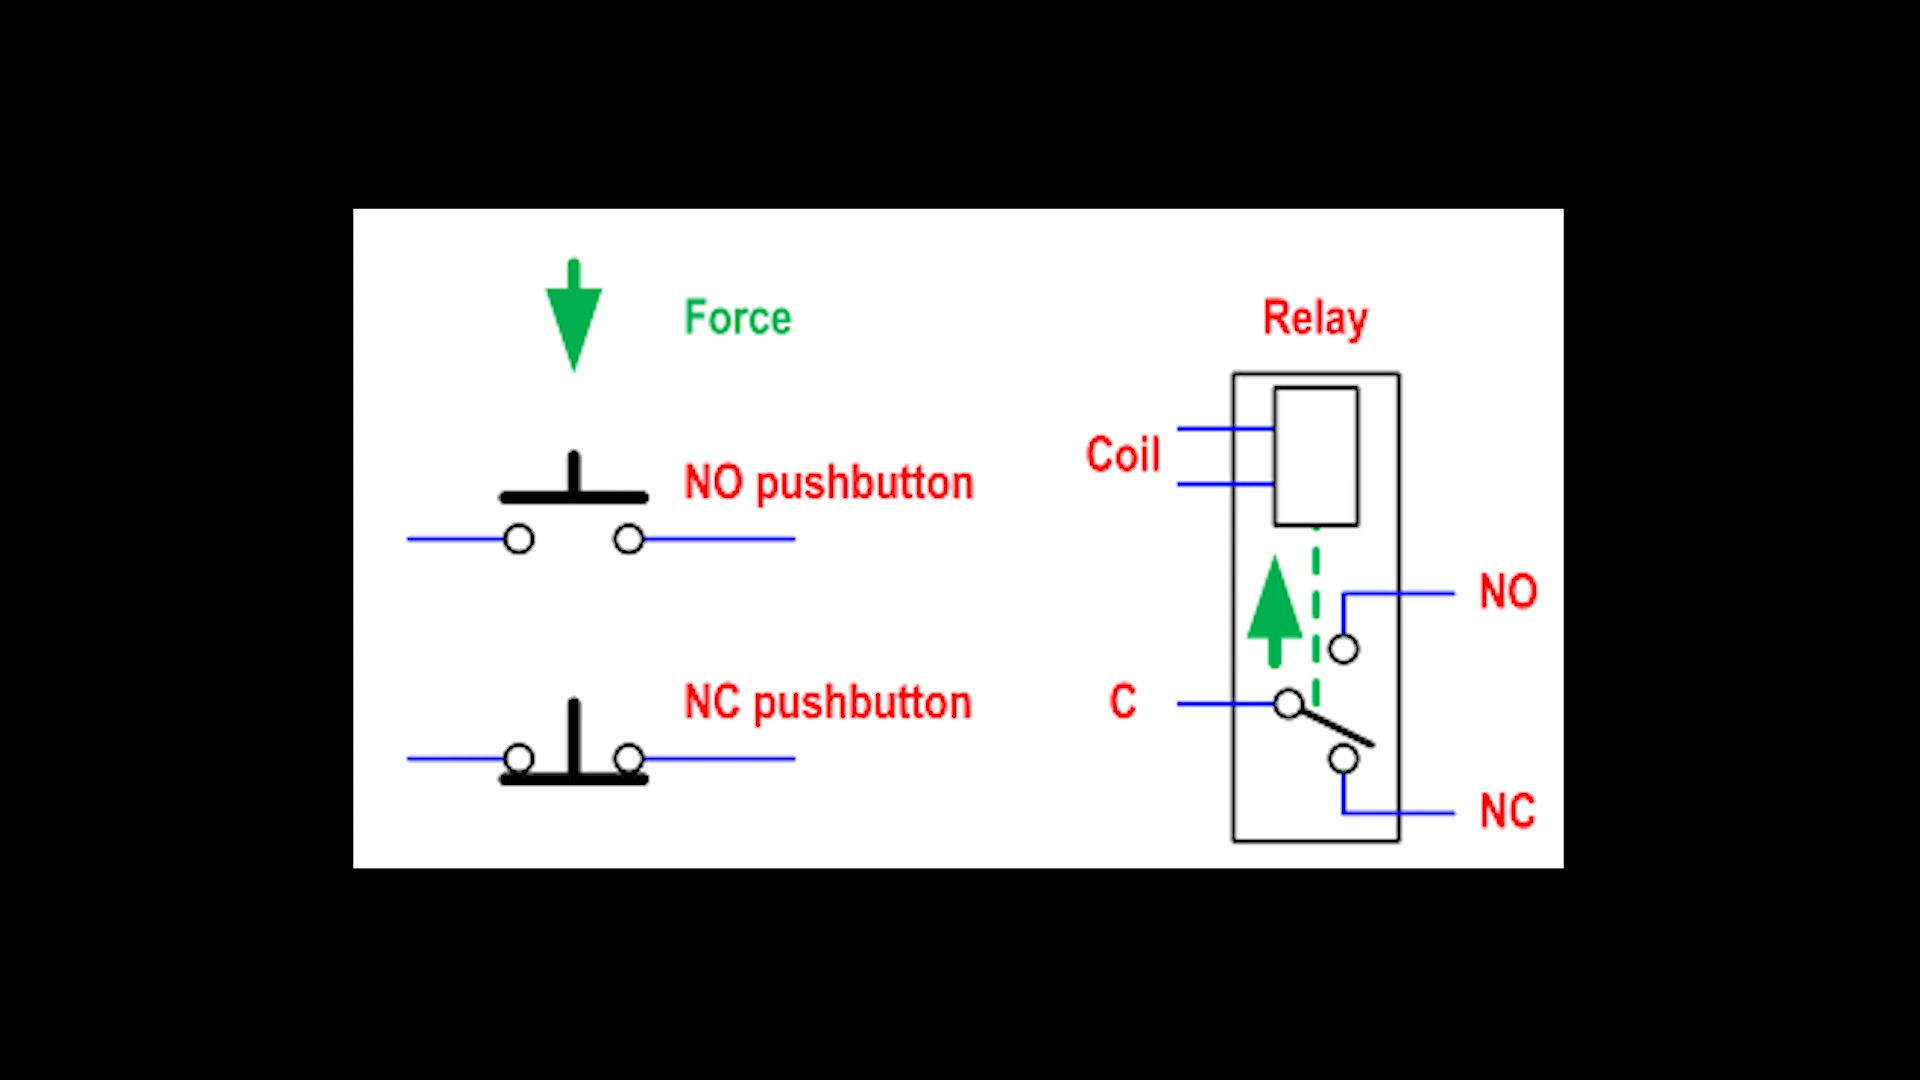 Force
Relay
Coil
NO pushbutton
NO
C
NC pushbutton
NC